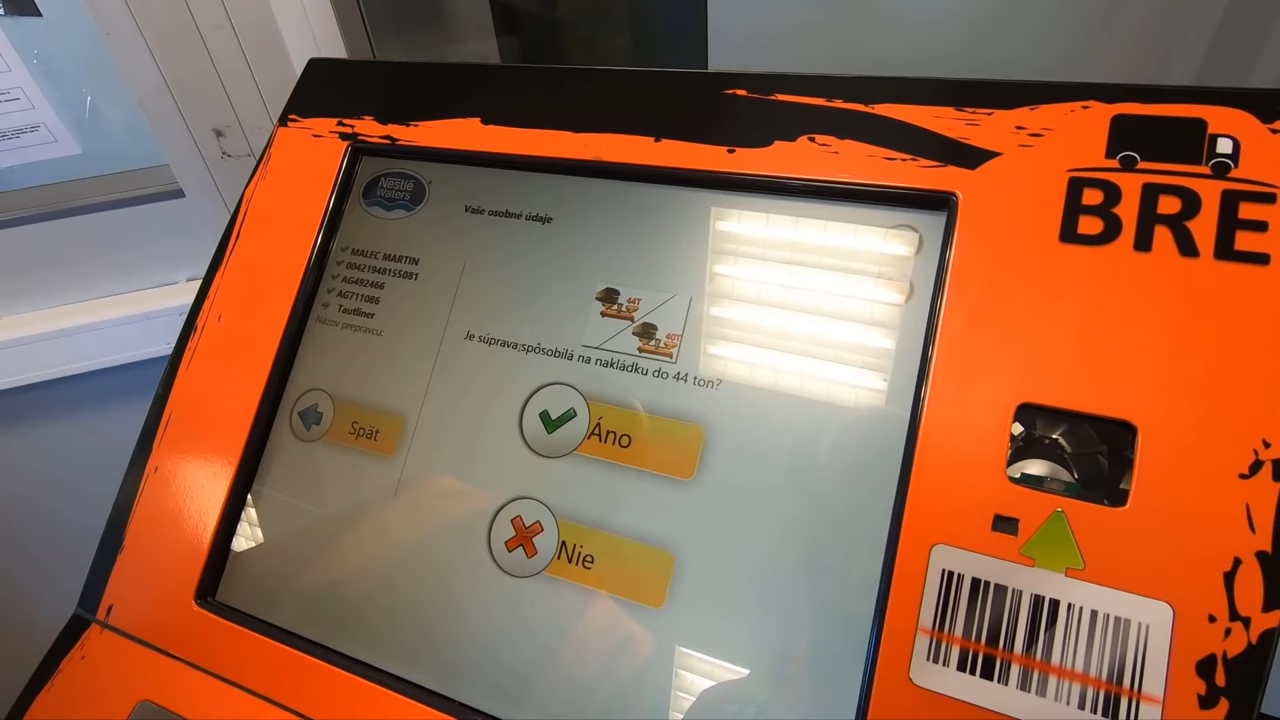 Nestlé
Waters
Vaše osobné údaje
MALEC MARTIN
00421948155081
AG492466
AG711086
Tautliner
Názov prepravcu:
44T
40T
Je súprava spôsobilá na nakládku do 44 ton?
Späť
Áno
Nie
BRE